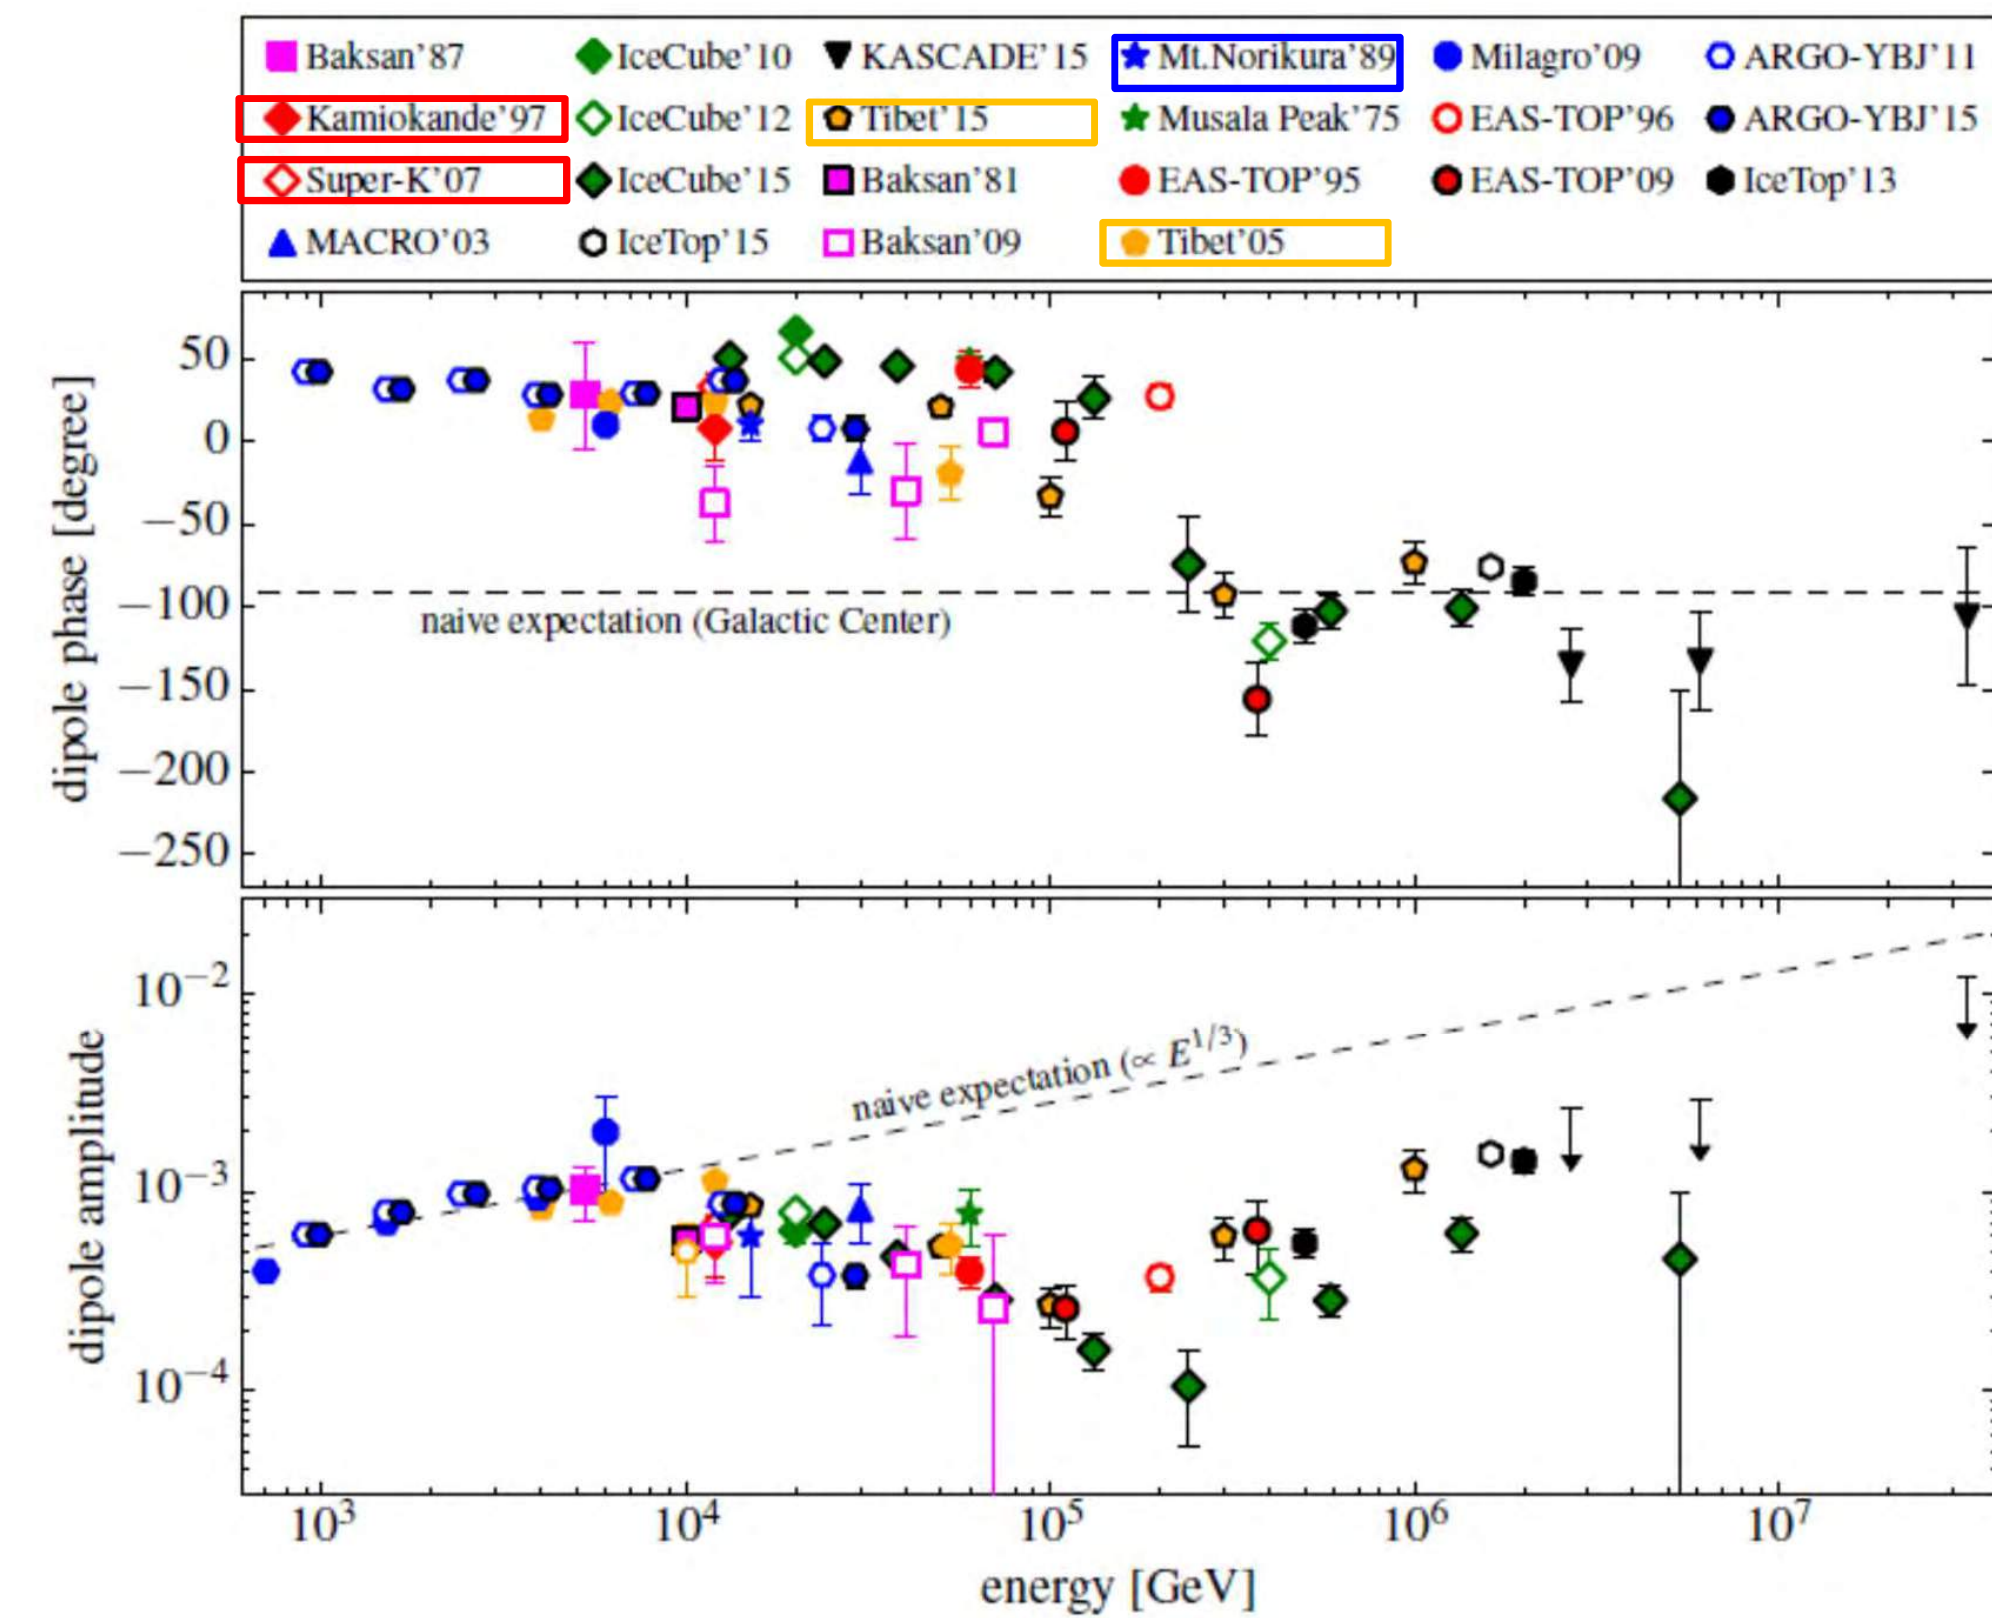 Baksan'87 IceCube'10 KASCADE'15 Mt.Norikura'89 Milagro'09 ARGO-YBJ'11
Kamiokande'97 IceCube'12 Tibet'15 Musala Peak'75 EAS-TOP'96 ARGO-YBJ'15
Super-K'07 IceCube'15 Baksan'81 EAS-TOP'95 EAS-TOP'09 IceTop'13
MACRO'03 IceTop'15 Baksan'09 Tibet'05
dipole phase [degree]
50
0
−50
−100
−150
−200
−250
naive expectation (Galactic Center)
dipole amplitude
10⁻²
10⁻³
10⁻⁴
naive expectation (∝ E^{1/3})
10³ 10⁴ 10⁵ 10⁶ 10⁷
energy [GeV]